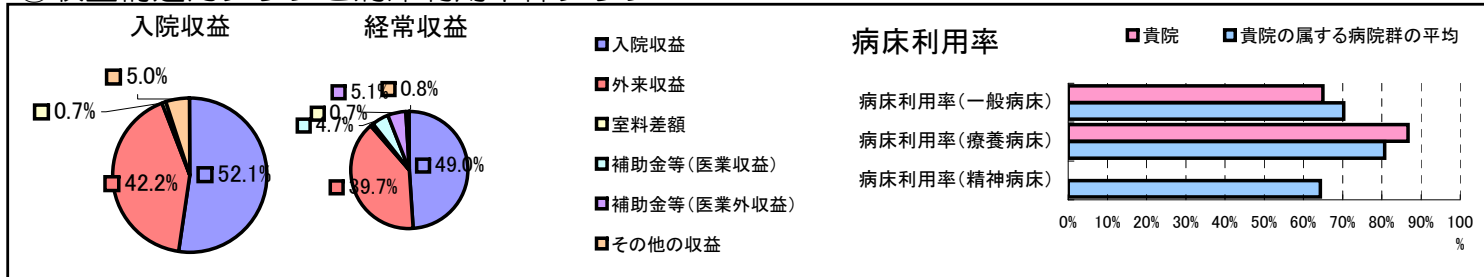 入院収益
5.0%
0.7%
42.2%
52.1%
経常収益
5.1%
0.8%
0.7%
4.7%
39.7%
49.0%
入院収益
外来収益
室料差額
補助金等(医業収益)
補助金等(医業外収益)
その他の収益
病床利用率
貴院
貴院の属する病院群の平均
病床利用率(一般病床)
病床利用率(療養病床)
病床利用率(精神病床)
0% 10% 20% 30% 40% 50% 60% 70% 80% 90% 100
%